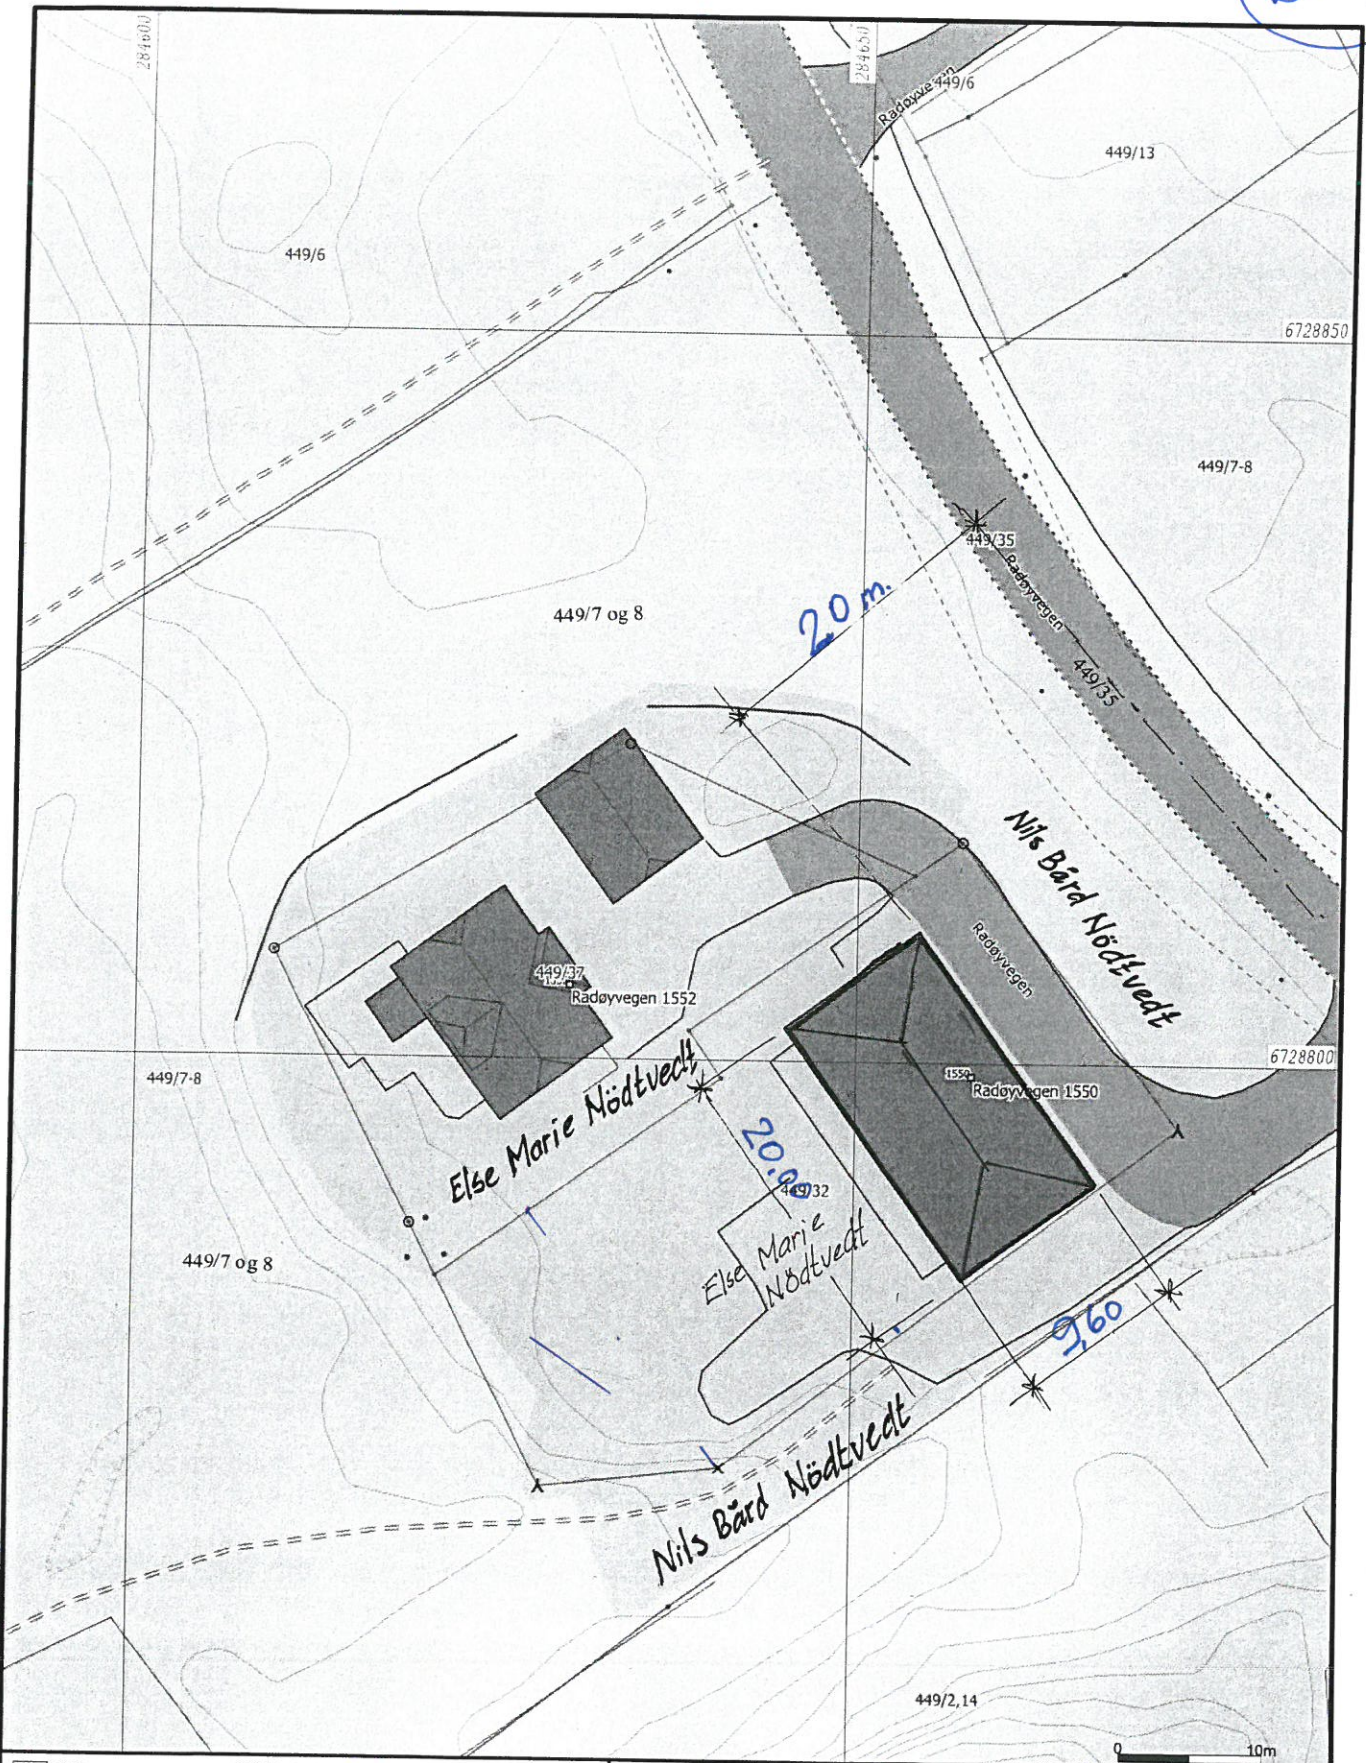 284600
284650
Radøyvegen
449/6
449/13
449/6
6728850
449/7-8
449/35
Radøyvegen
20 m.
449/7 og 8
449/35
Nils Bård Nödtvedt
Radøyvegen
449/37
Radøyvegen 1552
6728800
449/7-8
Else Marie Nödtvedt
1550
Radøyvegen 1550
20.00
449/32
Else Marie
Nödtvedt
449/7 og 8
9,60
Nils Bård Nödtvedt
449/2,14
0 10m